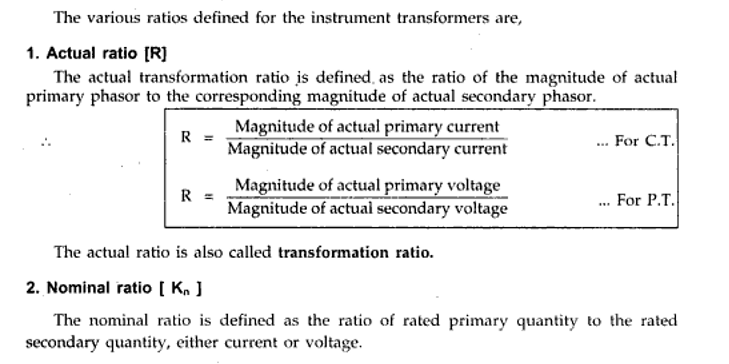 The various ratios defined for the instrument transformers are,
1. Actual ratio [R]
The actual transformation ratio is defined as the ratio of the magnitude of actual
primary phasor to the corresponding magnitude of actual secondary phasor.
∴ R = Magnitude of actual primary current / Magnitude of actual secondary current ... For C.T.
R = Magnitude of actual primary voltage / Magnitude of actual secondary voltage ... For P.T.
The actual ratio is also called transformation ratio.
2. Nominal ratio [ Kn ]
The nominal ratio is defined as the ratio of rated primary quantity to the rated
secondary quantity, either current or voltage.